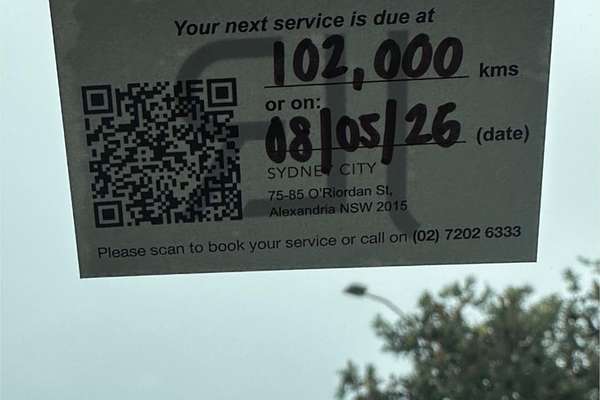 Your next service is due at
102,000 kms
or on:
08/05/26 (date)
SYDNEY CITY
75-85 O'Riordan St,
Alexandria NSW 2015
Please scan to book your service or call on (02) 7202 6333